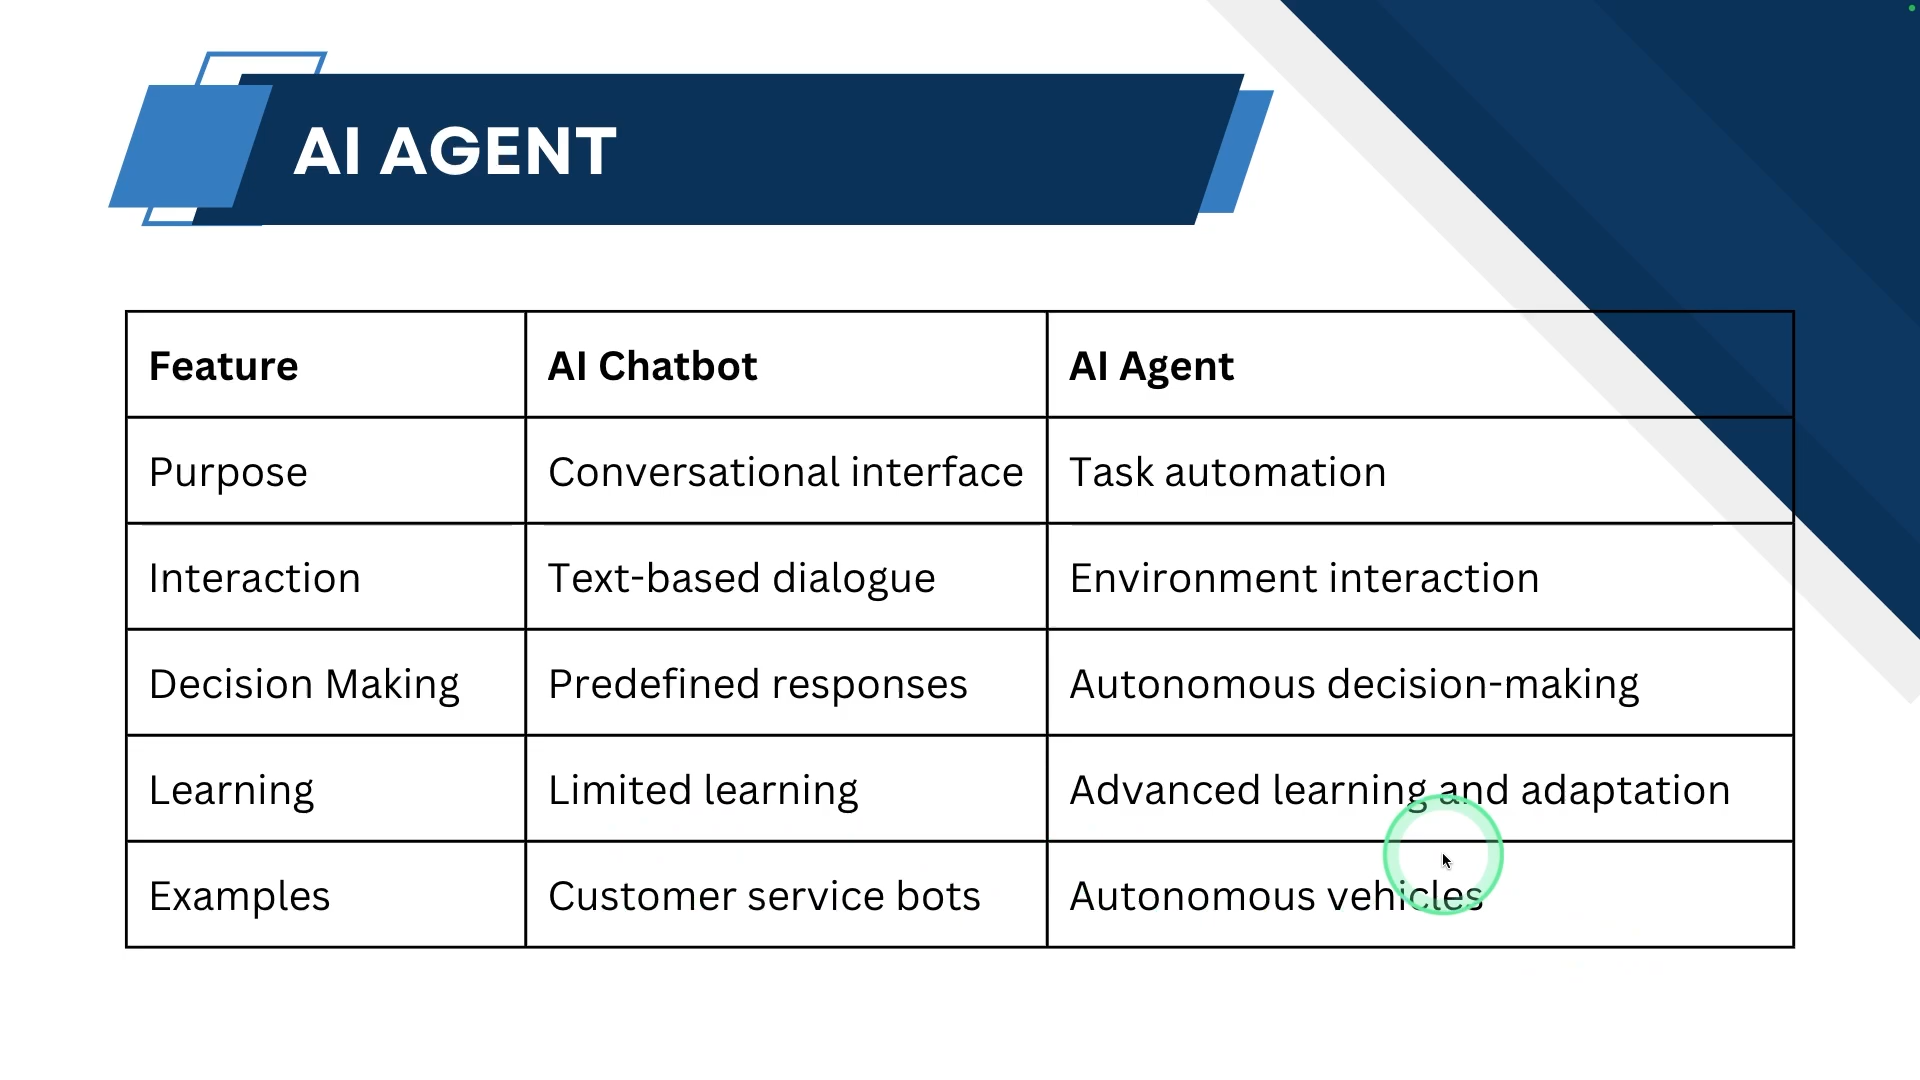 AI AGENT
Feature AI Chatbot AI Agent
Purpose Conversational interface Task automation
Interaction Text-based dialogue Environment interaction
Decision Making Predefined responses Autonomous decision-making
Learning Limited learning Advanced learning and adaptation
Examples Customer service bots Autonomous vehicles